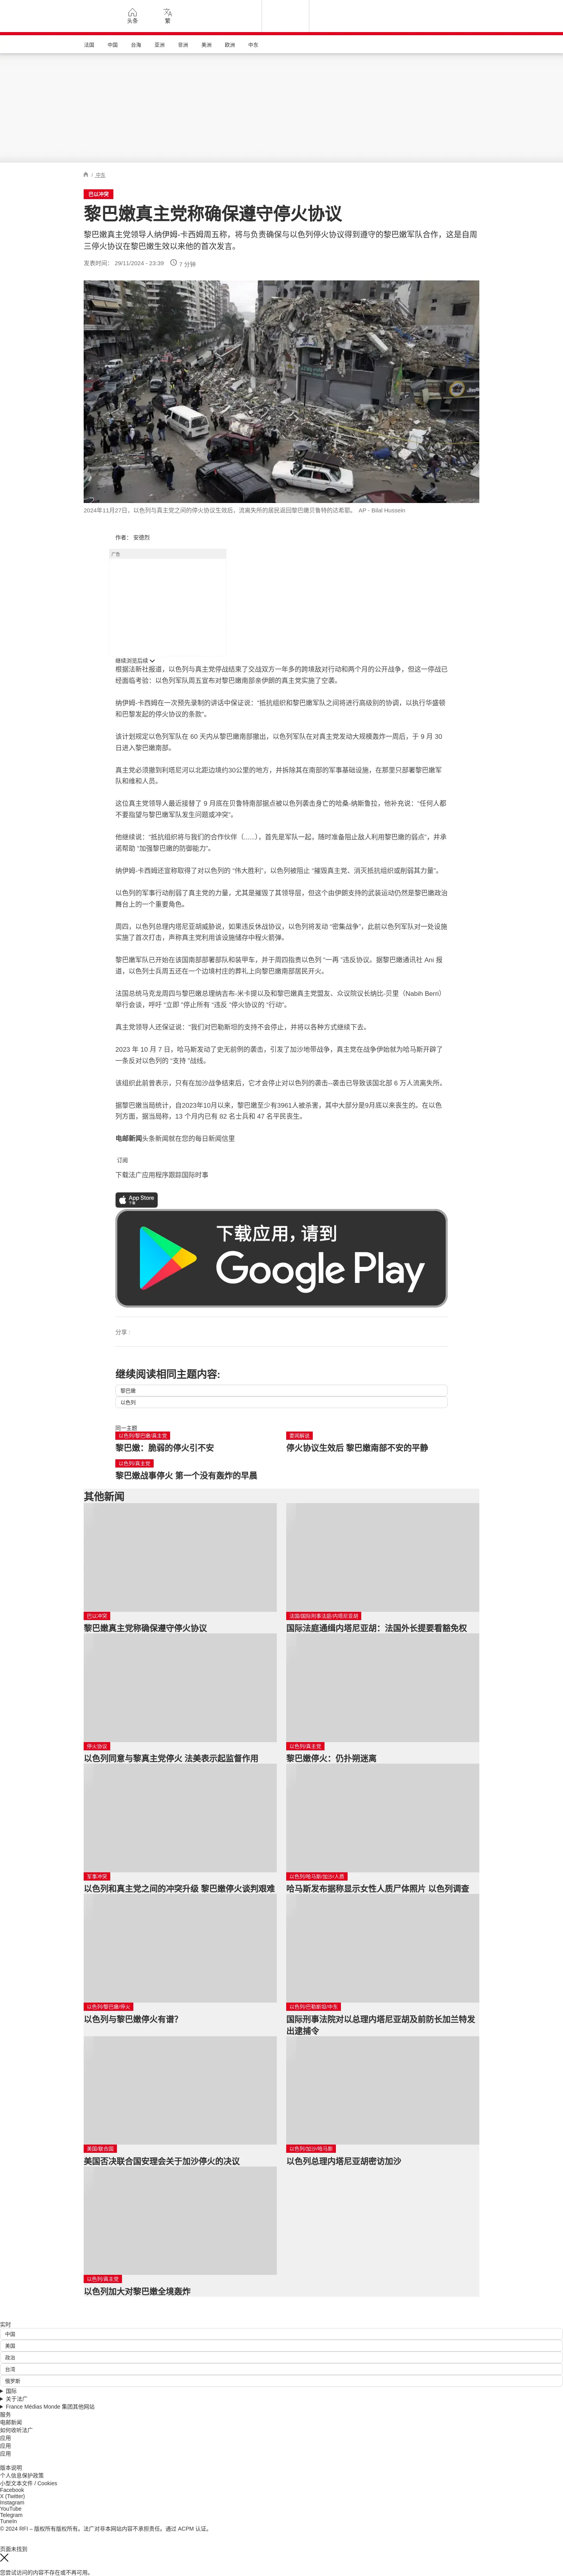 头条
繁
法国
中国
台海
亚洲
非洲
美洲
欧洲
中东
/ 中东
巴以冲突
黎巴嫩真主党称确保遵守停火协议
黎巴嫩真主党领导人纳伊姆-卡西姆周五称，将与负责确保与以色列停火协议得到遵守的黎巴嫩军队合作，这是自周
三停火协议在黎巴嫩生效以来他的首次发言。
发表时间： 29/11/2024 - 23:39
7 分钟
2024年11月27日，以色列与真主党之间的停火协议生效后，流离失所的居民返回黎巴嫩贝鲁特的达希耶。 AP - Bilal Hussein
作者： 安德烈
广告
继续浏览后续
根据法新社报道，以色列与真主党停战结束了交战双方一年多的跨境敌对行动和两个月的公开战争，但这一停战已
经面临考验：以色列军队周五宣布对黎巴嫩南部亲伊朗的真主党实施了空袭。
纳伊姆-卡西姆在一次预先录制的讲话中保证说：“抵抗组织和黎巴嫩军队之间将进行高级别的协调，以执行华盛顿
和巴黎发起的停火协议的条款”。
该计划规定以色列军队在 60 天内从黎巴嫩南部撤出，以色列军队在对真主党发动大规模轰炸一周后，于 9 月 30
日进入黎巴嫩南部。
真主党必须撤到利塔尼河以北距边境约30公里的地方，并拆除其在南部的军事基础设施，在那里只部署黎巴嫩军
队和维和人员。
这位真主党领导人最近接替了 9 月底在贝鲁特南部据点被以色列袭击身亡的哈桑-纳斯鲁拉，他补充说：“任何人都
不要指望与黎巴嫩军队发生问题或冲突”。
他继续说：“抵抗组织将与我们的合作伙伴（......），首先是军队一起，随时准备阻止敌人利用黎巴嫩的弱点”，并承
诺帮助 “加强黎巴嫩的防御能力”。
纳伊姆-卡西姆还宣称取得了对以色列的 “伟大胜利”，以色列被阻止 “摧毁真主党、消灭抵抗组织或削弱其力量”。
以色列的军事行动削弱了真主党的力量，尤其是摧毁了其领导层，但这个由伊朗支持的武装运动仍然是黎巴嫩政治
舞台上的一个重要角色。
周四，以色列总理内塔尼亚胡威胁说，如果违反休战协议，以色列将发动 “密集战争”，此前以色列军队对一处设施
实施了首次打击，声称真主党利用该设施储存中程火箭弹。
黎巴嫩军队已开始在该国南部部署部队和装甲车，并于周四指责以色列 “一再 ”违反协议。据黎巴嫩通讯社 Ani 报
道，以色列士兵周五还在一个边境村庄的葬礼上向黎巴嫩南部居民开火。
法国总统马克龙周四与黎巴嫩总理纳吉布-米卡提以及和黎巴嫩真主党盟友、众议院议长纳比-贝里（Nabih Berri）
举行会谈，呼吁 “立即 ”停止所有 “违反 ”停火协议的 “行动”。
真主党领导人还保证说：“我们对巴勒斯坦的支持不会停止，并将以各种方式继续下去。
2023 年 10 月 7 日，哈马斯发动了史无前例的袭击，引发了加沙地带战争，真主党在战争伊始就为哈马斯开辟了
一条反对以色列的 “支持 ”战线。
该组织此前曾表示，只有在加沙战争结束后，它才会停止对以色列的袭击--袭击已导致该国北部 6 万人流离失所。
据黎巴嫩当局统计，自2023年10月以来，黎巴嫩至少有3961人被杀害，其中大部分是9月底以来丧生的。在以色
列方面，据当局称，13 个月内已有 82 名士兵和 47 名平民丧生。
电邮新闻头条新闻就在您的每日新闻信里
订阅
下载法广应用程序跟踪国际时事
App Store
下载
下载应用，请到
Google Play
分享 :
继续阅读相同主题内容:
黎巴嫩
以色列
同一主题
以色列/黎巴嫩/真主党
黎巴嫩：脆弱的停火引不安
要闻解说
停火协议生效后 黎巴嫩南部不安的平静
以色列/真主党
黎巴嫩战事停火 第一个没有轰炸的早晨
其他新闻
巴以冲突
黎巴嫩真主党称确保遵守停火协议
法国/国际刑事法庭/内塔尼亚胡
国际法庭通缉内塔尼亚胡：法国外长提要看豁免权
停火协议
以色列同意与黎真主党停火 法美表示起监督作用
以色列/真主党
黎巴嫩停火：仍扑朔迷离
军事冲突
以色列和真主党之间的冲突升级 黎巴嫩停火谈判艰难
以色列/哈马斯/加沙/人质
哈马斯发布据称显示女性人质尸体照片 以色列调查
以色列/黎巴嫩/停火
以色列与黎巴嫩停火有谱？
以色列/巴勒斯坦/中东
国际刑事法院对以总理内塔尼亚胡及前防长加兰特发
出逮捕令
美国/联合国
美国否决联合国安理会关于加沙停火的决议
以色列/加沙/哈马斯
以色列总理内塔尼亚胡密访加沙
以色列/真主党
以色列加大对黎巴嫩全境轰炸
实时
中国
美国
政治
台湾
俄罗斯
国际
关于法广
France Médias Monde 集团其他网站
服务
电邮新闻
如何收听法广
应用
应用
应用
版本说明
个人信息保护政策
小型文本文件 / Cookies
Facebook
X (Twitter)
Instagram
YouTube
Telegram
TuneIn
© 2024 RFI – 版权所有版权所有。法广对非本网站内容不承担责任。通过 ACPM 认证。
页面未找到
您尝试访问的内容不存在或不再可用。